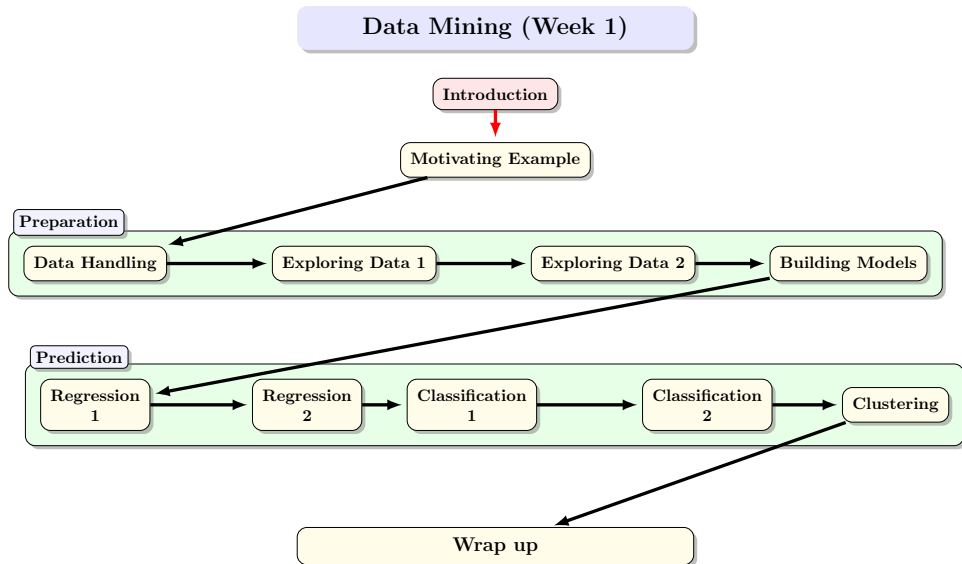 Data Mining (Week 1)
Introduction
Motivating Example
Preparation
Data Handling
Exploring Data 1
Exploring Data 2
Building Models
Prediction
Regression
1
Regression
2
Classification
1
Classification
2
Clustering
Wrap up